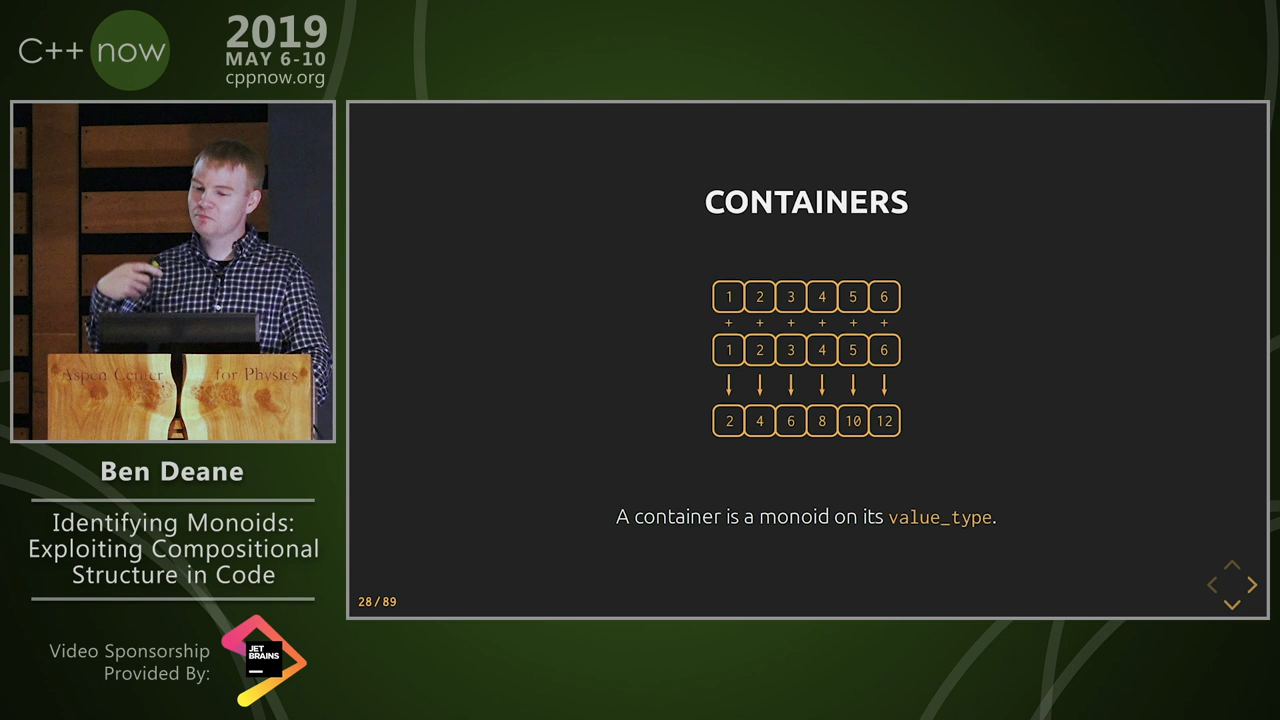 C++ now
2019
MAY 6-10
cppnow.org
Aspen Center for Physics
CONTAINERS
1 2 3 4 5 6
+ + + + + +
1 2 3 4 5 6
2 4 6 8 10 12
A container is a monoid on its value_type.
28/89
Ben Deane
Identifying Monoids:
Exploiting Compositional
Structure in Code
Video Sponsorship
Provided By:
JET
BRAINS